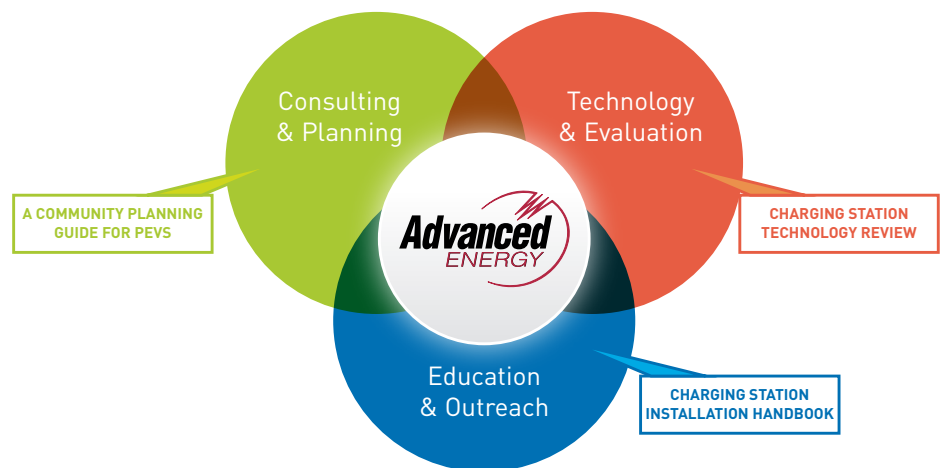 Consulting
& Planning
Technology
& Evaluation
A COMMUNITY PLANNING
GUIDE FOR PEVS
CHARGING STATION
TECHNOLOGY REVIEW
Advanced
ENERGY
Education
& Outreach
CHARGING STATION
INSTALLATION HANDBOOK